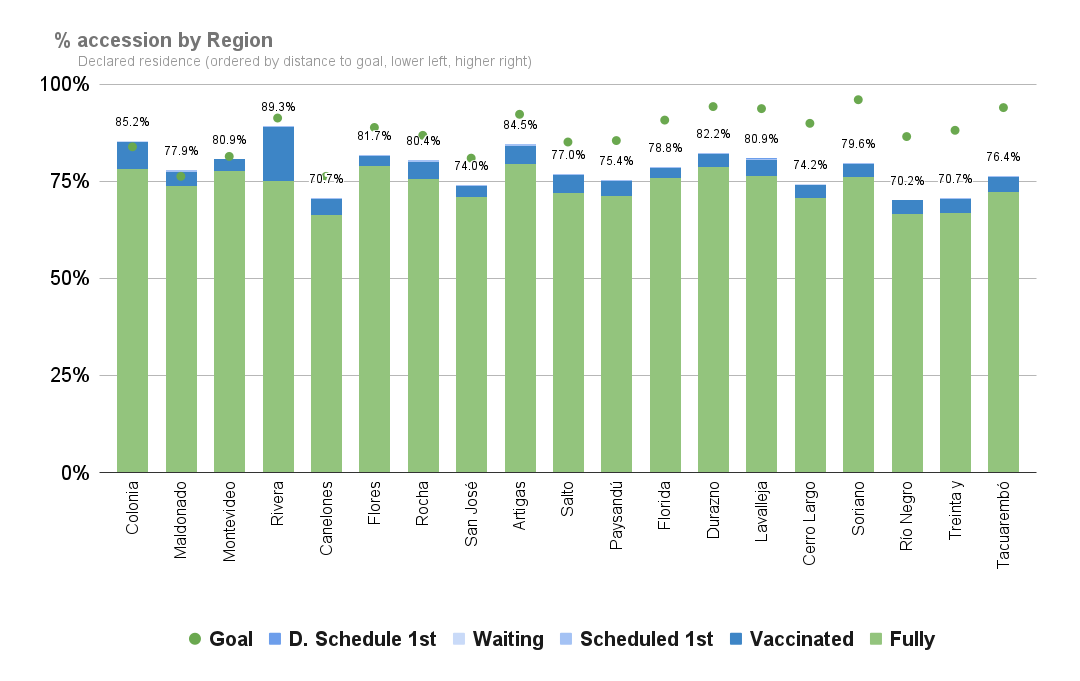 % accession by Region
Declared residence (ordered by distance to goal, lower left, higher right)
100%
75%
50%
25%
0%
85.2%
77.9%
80.9%
89.3%
70.7%
81.7%
80.4%
74.0%
84.5%
77.0%
75.4%
78.8%
82.2%
80.9%
74.2%
79.6%
70.2%
70.7%
76.4%
Colonia
Maldonado
Montevideo
Rivera
Canelones
Flores
Rocha
San José
Artigas
Salto
Paysandú
Florida
Durazno
Lavalleja
Cerro Largo
Soriano
Río Negro
Treinta y
Tacuarembó
Goal
D. Schedule 1st
Waiting
Scheduled 1st
Vaccinated
Fully